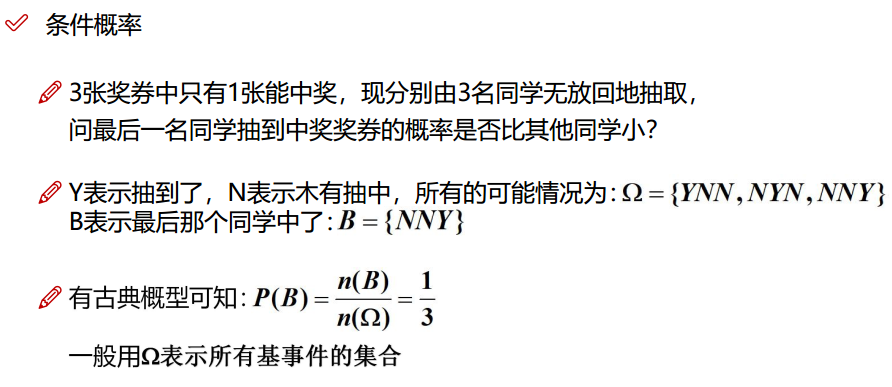 条件概率
3张奖券中只有1张能中奖，现分别由3名同学无放回地抽取，
问最后一名同学抽到中奖奖券的概率是否比其他同学小？
Y表示抽到了，N表示木有抽中，所有的可能情况为：Ω = {YNN, NYN, NNY}
B表示最后那个同学中了：B = {NNY}
有古典概型可知：P(B) = n(B)/n(Ω) = 1/3
一般用Ω表示所有基事件的集合